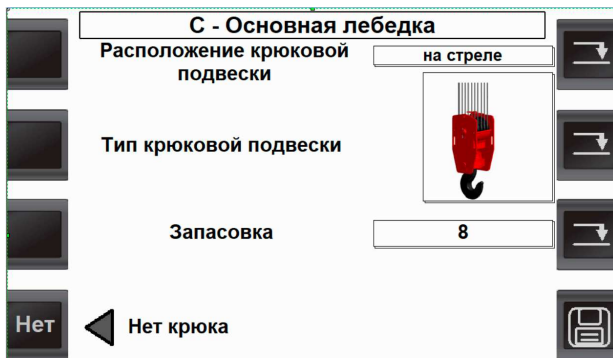 С - Основная лебедка
Расположение крюковой
подвески
на стреле
Тип крюковой подвески
Запасовка
8
Нет
Нет крюка